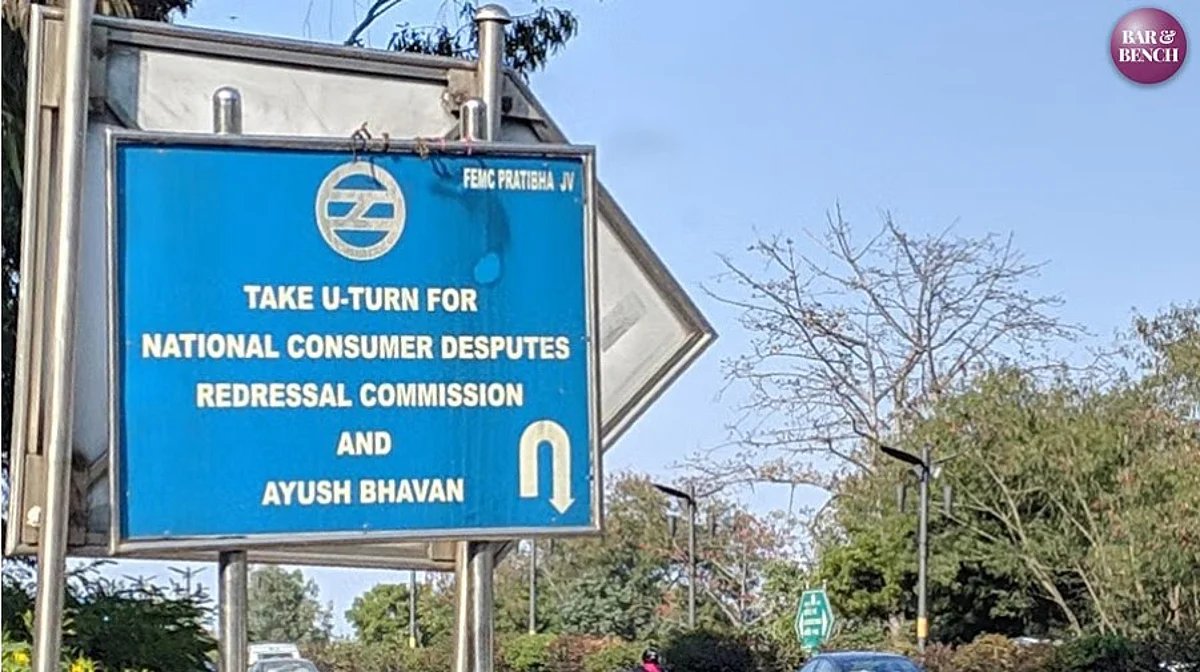 BAR &
BENCH
FEMC PRATIBHA JV
TAKE U-TURN FOR
NATIONAL CONSUMER DESPUTES
REDRESSAL COMMISSION
AND
AYUSH BHAVAN